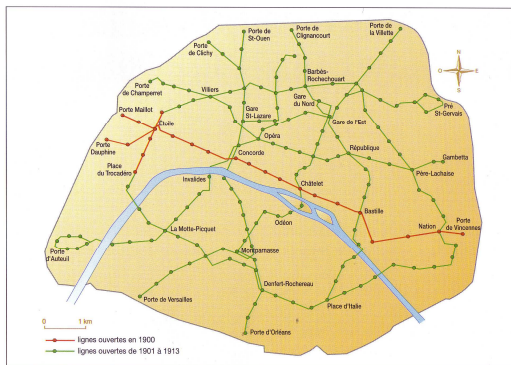 Porte de
St-Ouen
Porte de
Clignancourt
Porte de
la Villette
Porte
de Clichy
Barbès-
Rochechouart
N
O
E
S
Porte
de Champerret
Villiers
Gare
du Nord
Pré
St-Gervais
Porte Maillot
Etoile
Gare
St-Lazare
Gare de l'Est
Opéra
Porte
Dauphine
Concorde
République
Gambetta
Place
du Trocadéro
Invalides
Châtelet
Père-Lachaise
Bastille
Odéon
Nation
Porte
de Vincennes
La Motte-Picquet
Porte
d'Auteuil
Montparnasse
Denfert-Rochereau
Porte de Versailles
Place d'Italie
Porte d'Orléans
0
1 km
lignes ouvertes en 1900
lignes ouvertes de 1901 à 1913